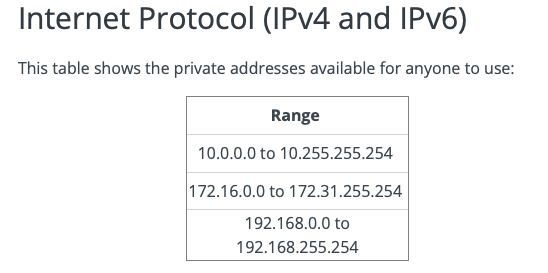 Internet Protocol (IPv4 and IPv6)
This table shows the private addresses available for anyone to use:
Range
10.0.0.0 to 10.255.255.254
172.16.0.0 to 172.31.255.254
192.168.0.0 to
192.168.255.254